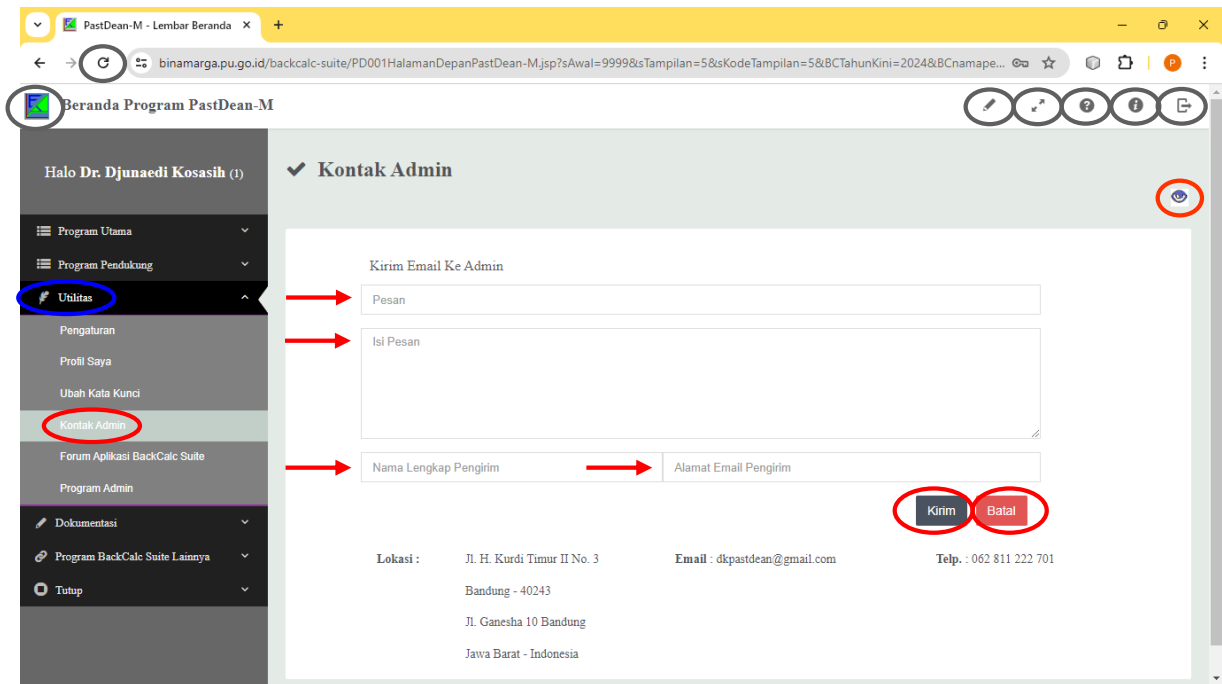 PastDean-M - Lembar Beranda
binamarga.pu.go.id/backcalc-suite/PD001HalamanDepanPastDean-M.jsp?sAwal=9999&sTampilan=5&sKodeTampilan=5&BCTahunKini=2024&BCnamape...
P
Beranda Program PastDean-M
Halo Dr. Djunaedi Kosasih (1)
Kontak Admin
Program Utama
Program Pendukung
Utilitas
Pengaturan
Profil Saya
Ubah Kata Kunci
Kontak Admin
Forum Aplikasi BackCalc Suite
Program Admin
Dokumentasi
Program BackCalc Suite Lainnya
Tutup
Kirim Email Ke Admin
Pesan
Isi Pesan
Nama Lengkap Pengirim
Alamat Email Pengirim
Kirim
Batal
Lokasi : Jl. H. Kurdi Timur II No. 3
Bandung - 40243
Jl. Ganesha 10 Bandung
Jawa Barat - Indonesia
Email : dkpastdean@gmail.com
Telp. : 062 811 222 701